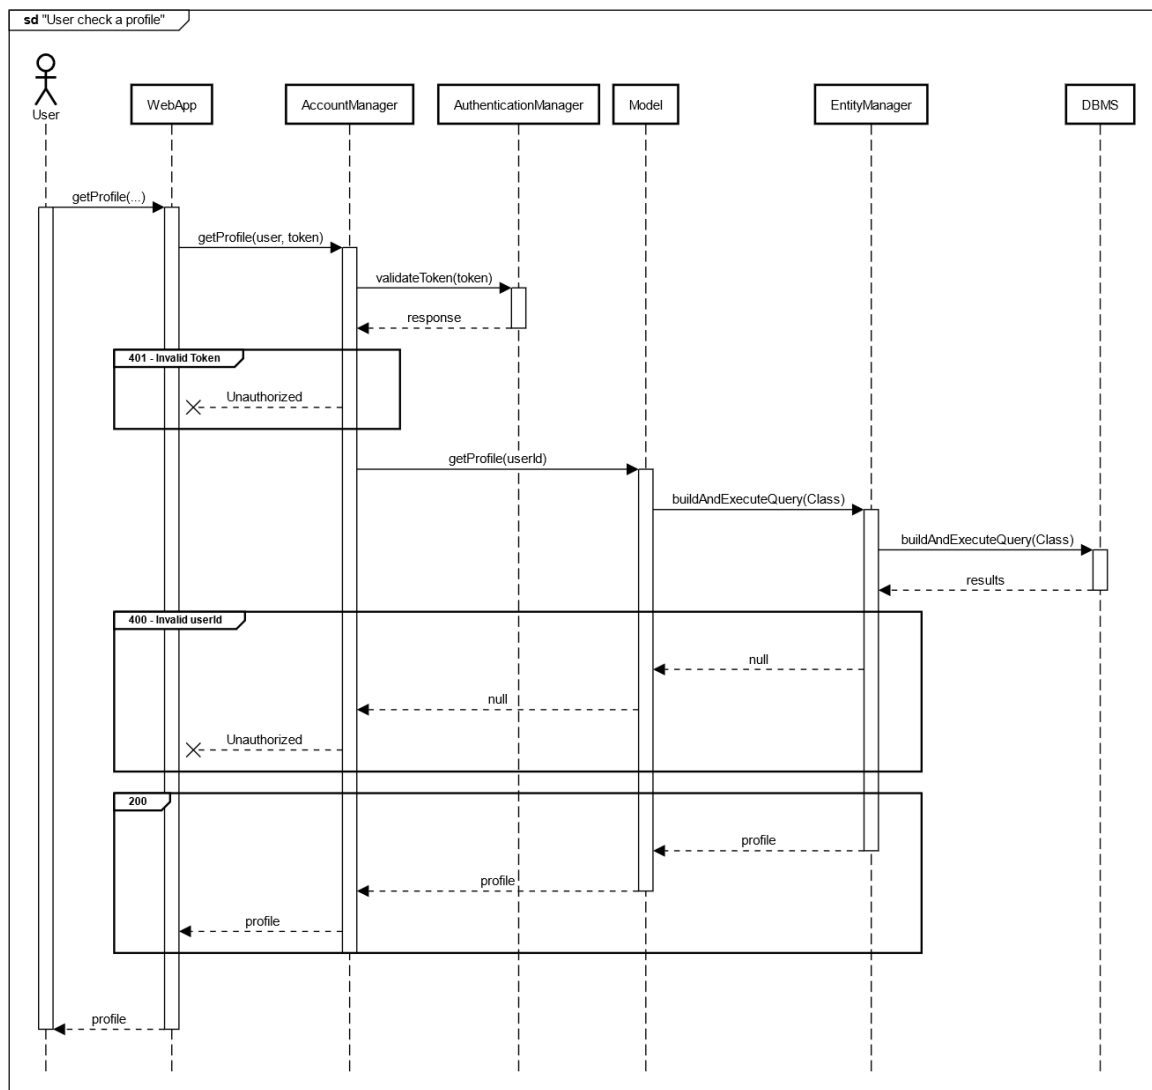 sd "User check a profile"
User
WebApp
AccountManager
AuthenticationManager
Model
EntityManager
DBMS
getProfile(...)
getProfile(user, token)
validateToken(token)
response
401 - Invalid Token
Unauthorized
getProfile(userId)
buildAndExecuteQuery(Class)
buildAndExecuteQuery(Class)
results
400 - Invalid userId
null
null
Unauthorized
200
profile
profile
profile
profile